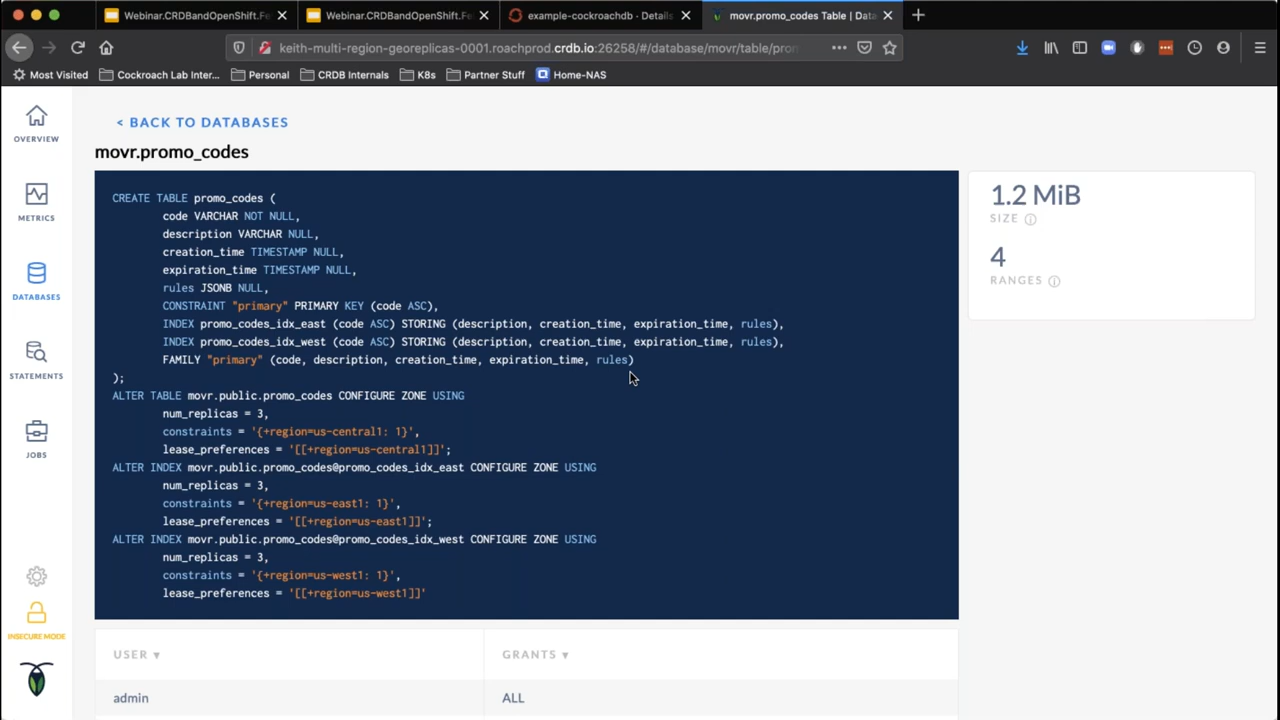 Webinar.CRDBandOpenShift.Fe
Webinar.CRDBandOpenShift.Fe
example-cockroachdb · Details
movr.promo_codes Table | Data
keith-multi-region-georeplicas-0001.roachprod.crdb.io:26258/#/database/movr/table/prom
Most Visited
Cockroach Lab Inter...
Personal
CRDB Internals
K8s
Partner Stuff
Home-NAS
OVERVIEW
METRICS
DATABASES
STATEMENTS
JOBS
INSECURE MODE
< BACK TO DATABASES
movr.promo_codes
CREATE TABLE promo_codes (
code VARCHAR NOT NULL,
description VARCHAR NULL,
creation_time TIMESTAMP NULL,
expiration_time TIMESTAMP NULL,
rules JSONB NULL,
CONSTRAINT "primary" PRIMARY KEY (code ASC),
INDEX promo_codes_idx_east (code ASC) STORING (description, creation_time, expiration_time, rules),
INDEX promo_codes_idx_west (code ASC) STORING (description, creation_time, expiration_time, rules),
FAMILY "primary" (code, description, creation_time, expiration_time, rules)
);
ALTER TABLE movr.public.promo_codes CONFIGURE ZONE USING
num_replicas = 3,
constraints = '{+region=us-central1: 1}',
lease_preferences = '[[+region=us-central1]]';
ALTER INDEX movr.public.promo_codes@promo_codes_idx_east CONFIGURE ZONE USING
num_replicas = 3,
constraints = '{+region=us-east1: 1}',
lease_preferences = '[[+region=us-east1]]';
ALTER INDEX movr.public.promo_codes@promo_codes_idx_west CONFIGURE ZONE USING
num_replicas = 3,
constraints = '{+region=us-west1: 1}',
lease_preferences = '[[+region=us-west1]]'
1.2 MiB
SIZE
4
RANGES
USER ▼
GRANTS ▼
admin
ALL